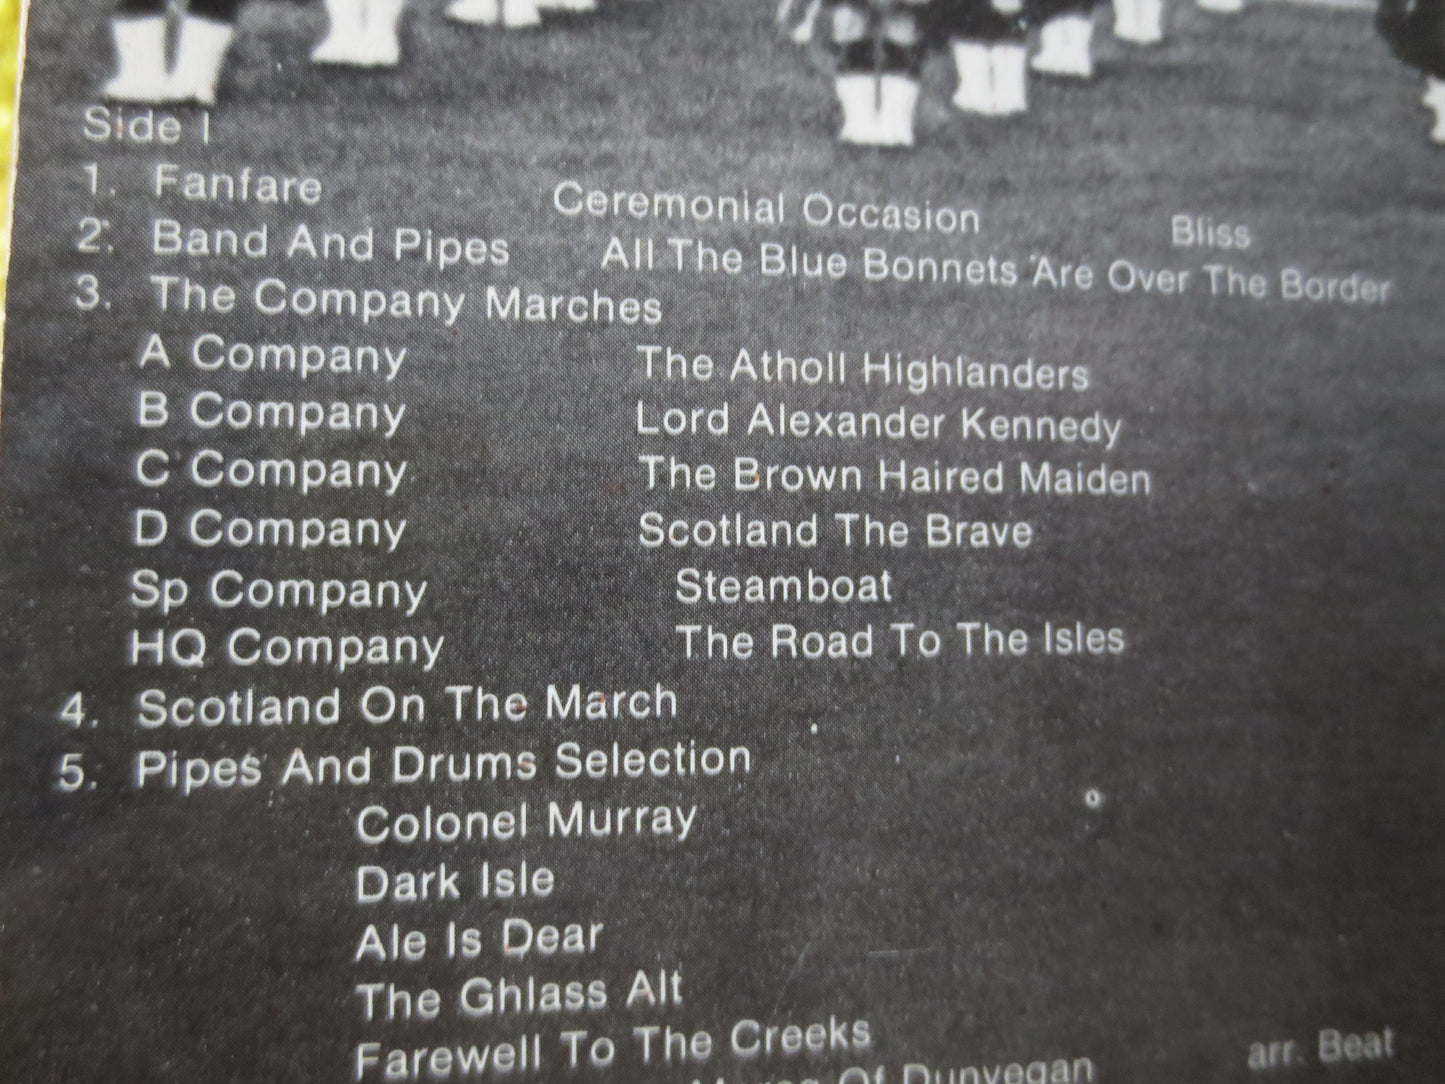 Side 1
1. Fanfare Ceremonial Occasion Bliss
2. Band And Pipes All The Blue Bonnets Are Over The Border
3. The Company Marches
A Company The Atholl Highlanders
B Company Lord Alexander Kennedy
C Company The Brown Haired Maiden
D Company Scotland The Brave
Sp Company Steamboat
HQ Company The Road To The Isles
4. Scotland On The March
5. Pipes And Drums Selection
Colonel Murray
Dark Isle
Ale Is Dear
The Ghlass Alt
Farewell To The Creeks arr. Beat
Of Dunvegan